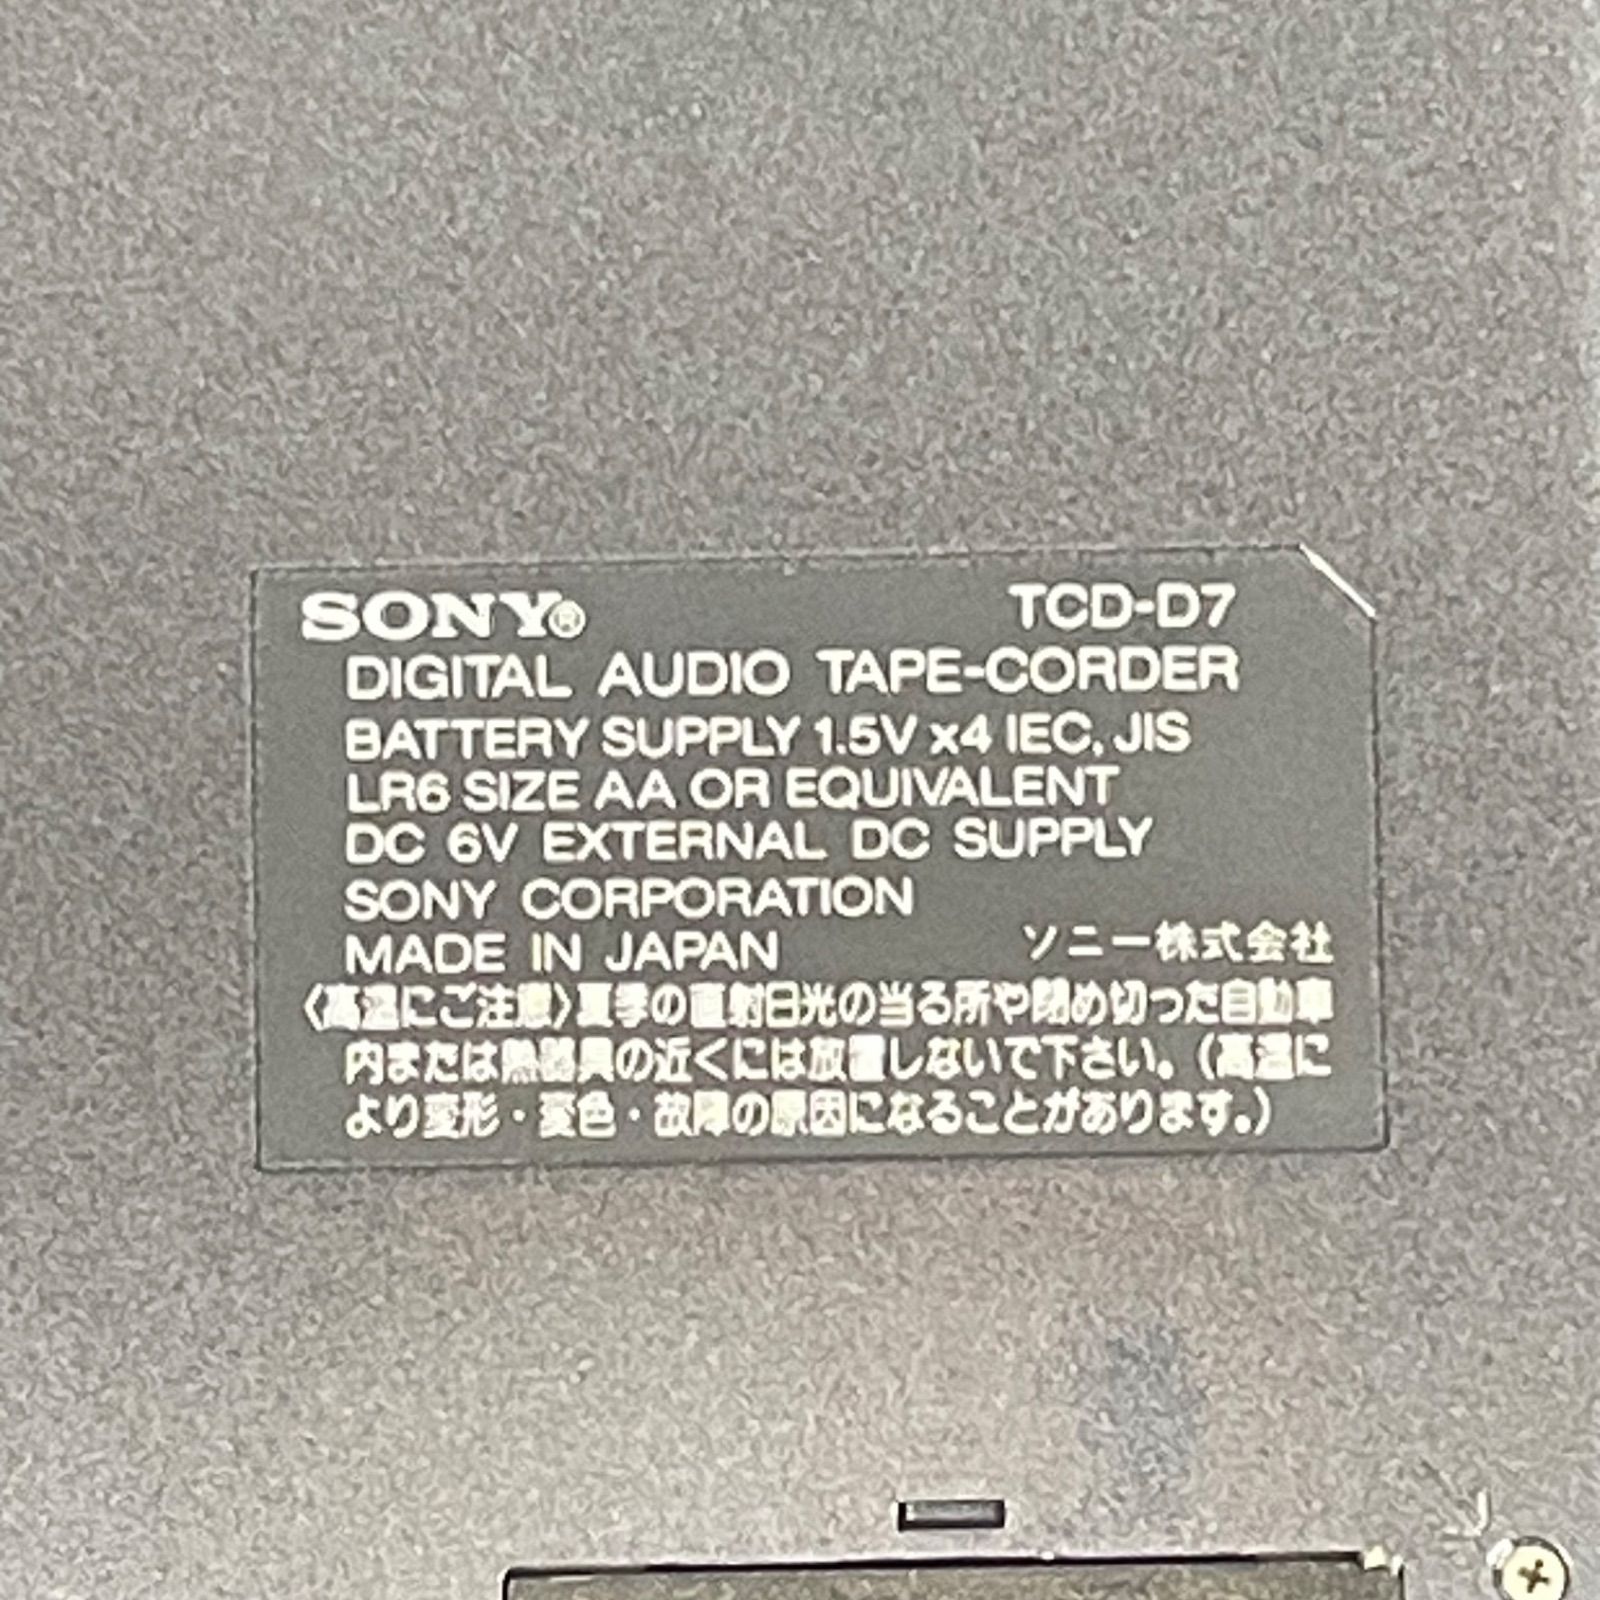 SONY® TCD-D7
DIGITAL AUDIO TAPE-CORDER
BATTERY SUPPLY 1.5V x4 IEC, JIS
LR6 SIZE AA OR EQUIVALENT
DC 6V EXTERNAL DC SUPPLY
SONY CORPORATION
MADE IN JAPAN ソニー株式会社
〈高温にご注意〉夏季の直射日光の当る所や閉め切った自動車
内または熱器具の近くには放置しないで下さい。(高温に
より変形・変色・故障の原因になることがあります。)